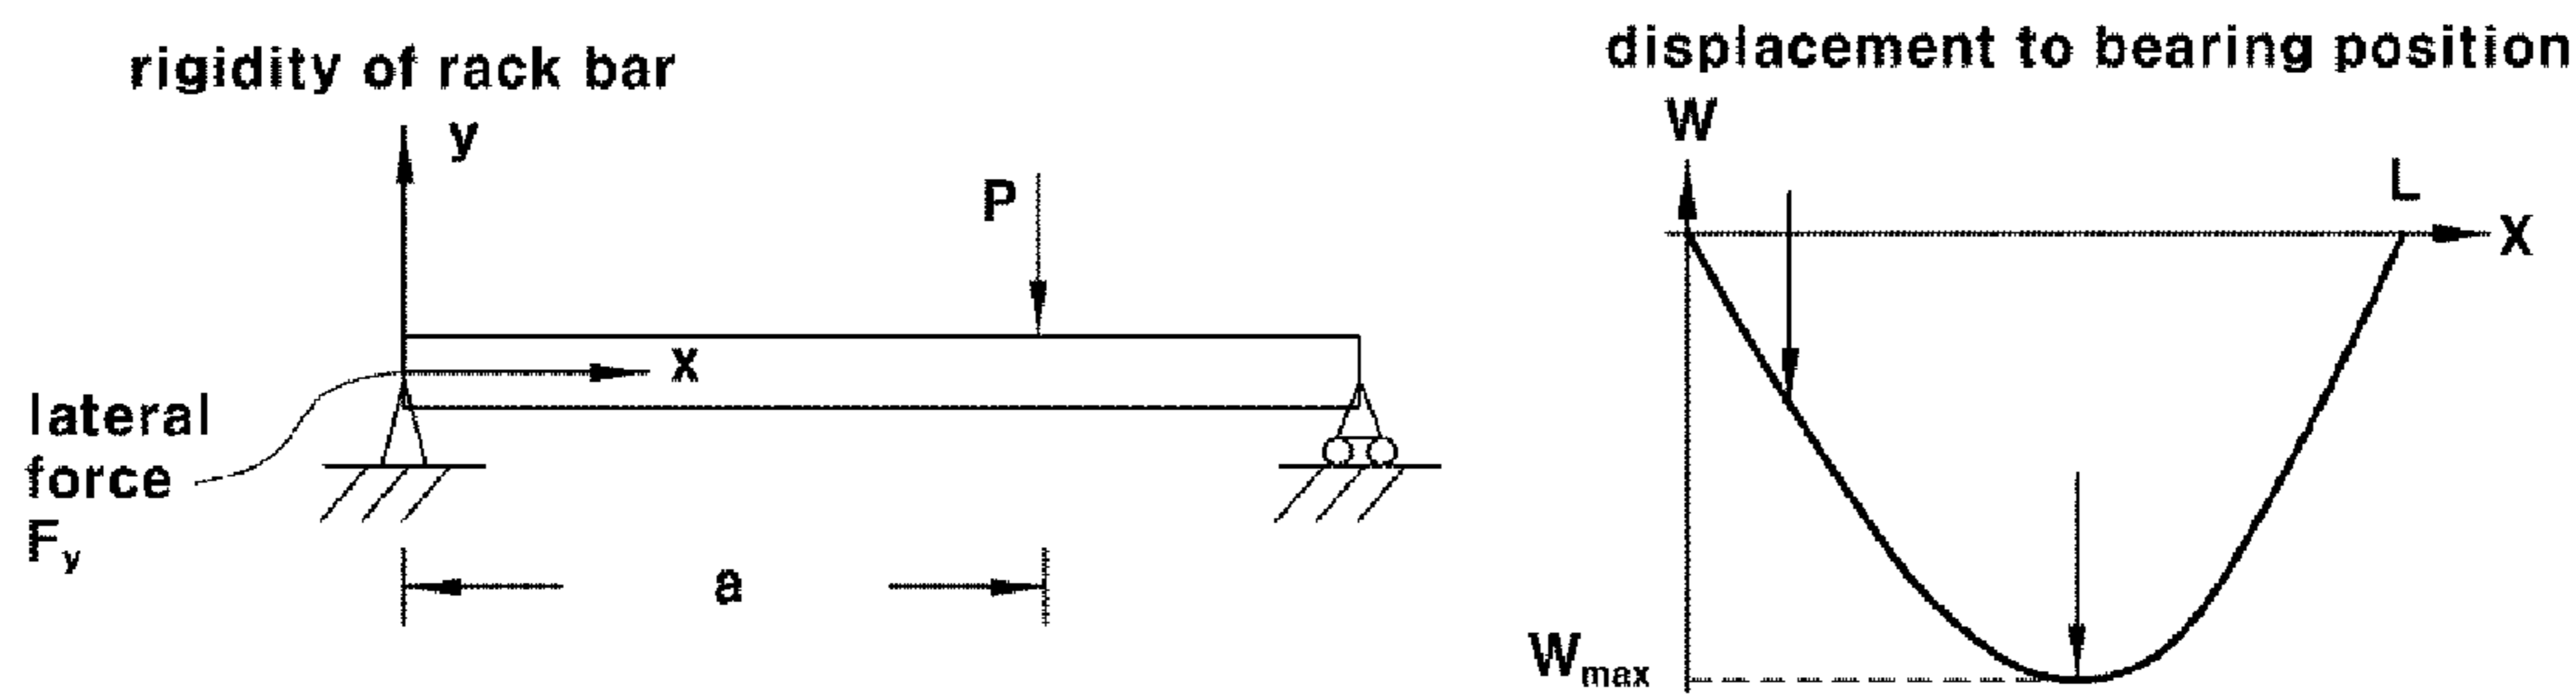 rigidity of rack bar
y
P
x
lateral
force
Fy
a
displacement to bearing position
W
L
X
Wmax